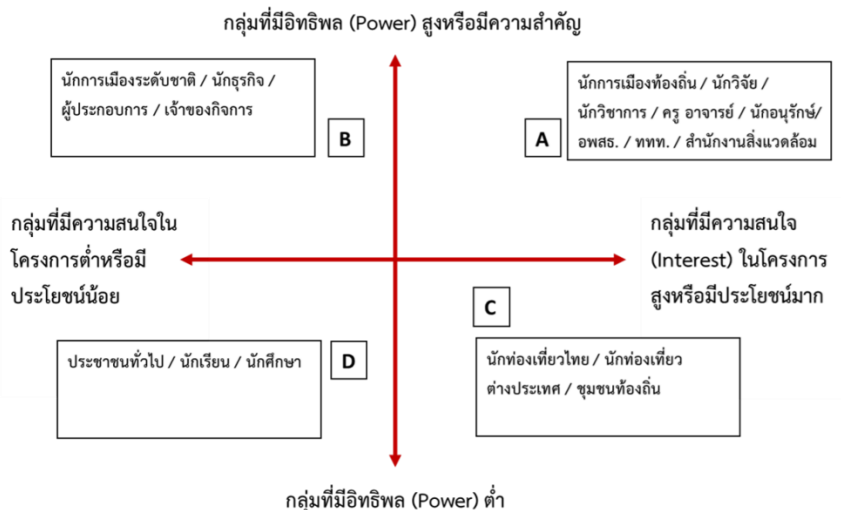 กลุ่มที่มีอิทธิพล (Power) สูงหรือมีความสำคัญ
นักการเมืองระดับชาติ / นักธุรกิจ /
ผู้ประกอบการ / เจ้าของกิจการ
B
A
นักการเมืองท้องถิ่น / นักวิจัย /
นักวิชาการ / ครู อาจารย์ / นักอนุรักษ์/
อพสธ. / ททท. / สำนักงานสิ่งแวดล้อม
กลุ่มที่มีความสนใจใน
โครงการต่ำหรือมี
ประโยชน์น้อย
กลุ่มที่มีความสนใจ
(Interest) ในโครงการ
สูงหรือมีประโยชน์มาก
ประชาชนทั่วไป / นักเรียน / นักศึกษา
D
C
นักท่องเที่ยวไทย / นักท่องเที่ยว
ต่างประเทศ / ชุมชนท้องถิ่น
กลุ่มที่มีอิทธิพล (Power) ต่ำ